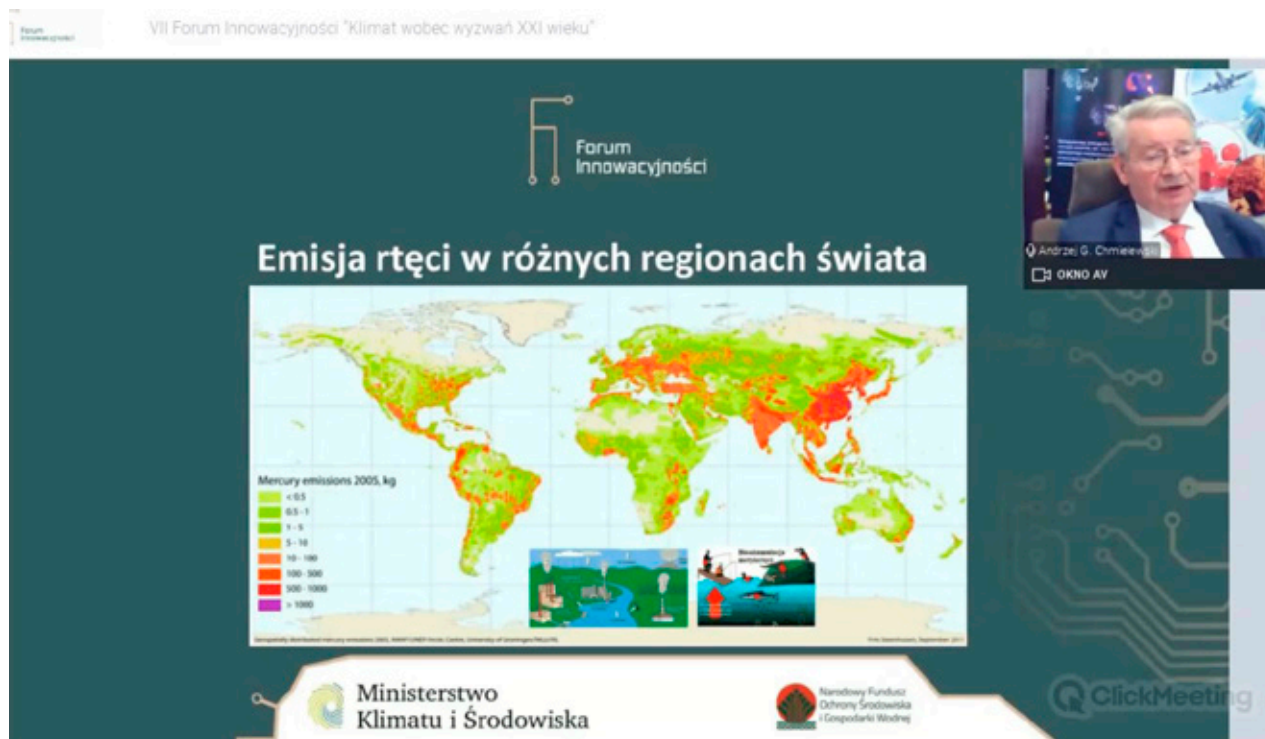 Forum
Innowacyjności
VII Forum Innowacyjności "Klimat wobec wyzwań XXI wieku"
Forum
Innowacyjności
Andrzej G. Chmielewski
OKNO AV
Emisja rtęci w różnych regionach świata
Mercury emissions 2005, kg
< 0.5
0.5 - 1
1 - 5
5 - 10
10 - 100
100 - 500
500 - 1000
> 1000
Ministerstwo
Klimatu i Środowiska
Narodowy Fundusz
Ochrony Środowiska
i Gospodarki Wodnej
ClickMeeting